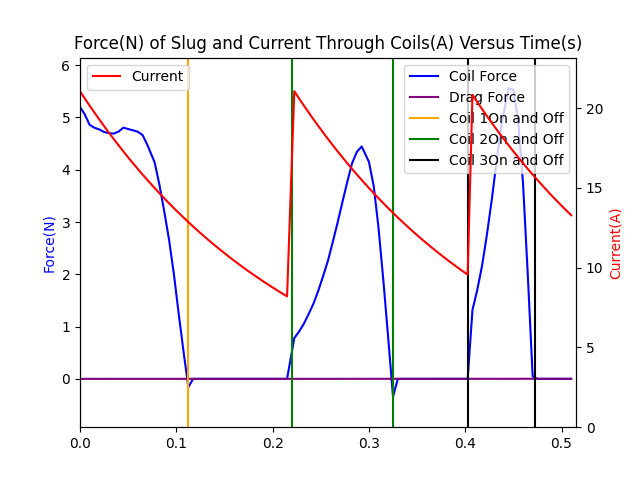 Force(N) of Slug and Current Through Coils(A) Versus Time(s)
Current
Coil Force
Drag Force
Coil 1On and Off
Coil 2On and Off
Coil 3On and Off
Force(N)
6
5
4
3
2
1
0
Current(A)
20
15
10
5
0
0.0 0.1 0.2 0.3 0.4 0.5